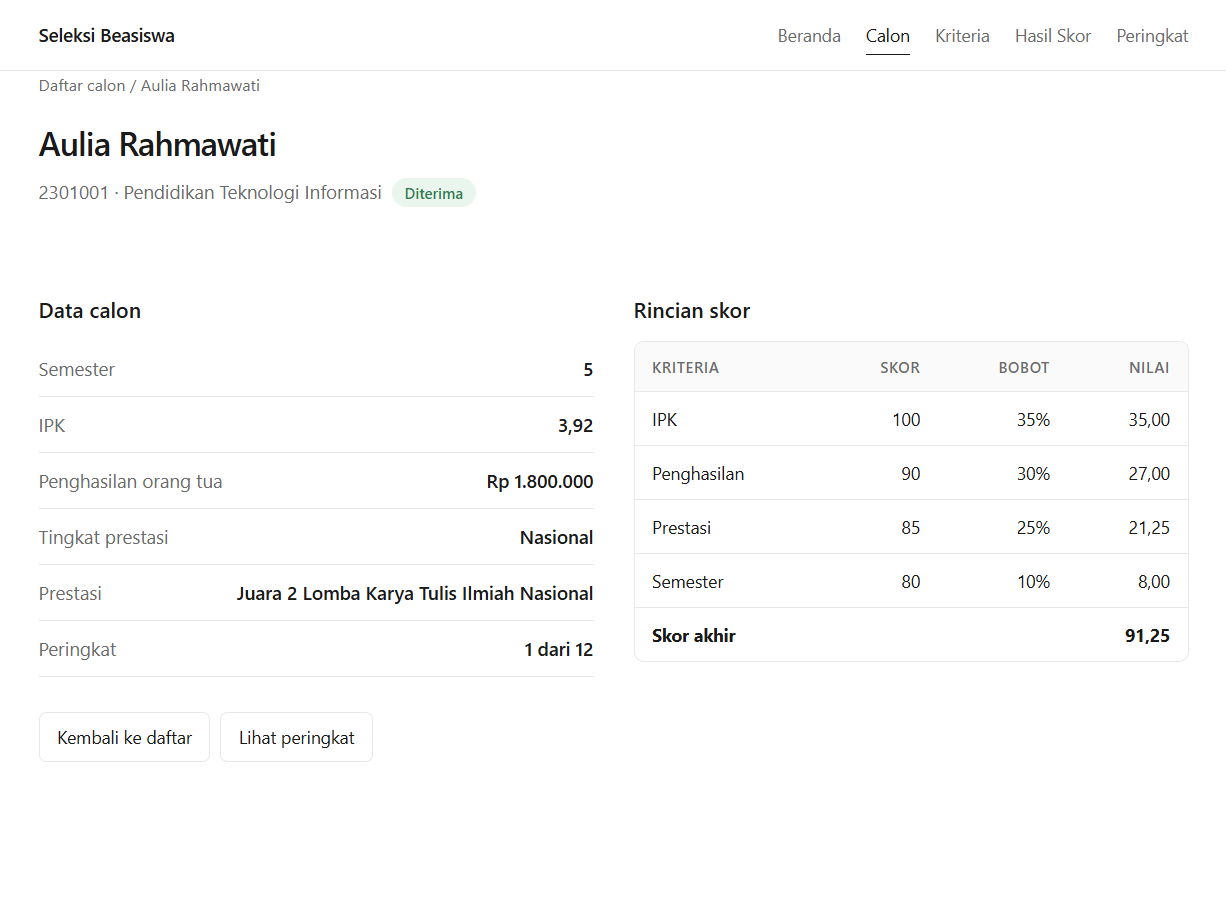 Seleksi Beasiswa
Beranda Calon Kriteria Hasil Skor Peringkat
Daftar calon / Aulia Rahmawati
Aulia Rahmawati
2301001 · Pendidikan Teknologi Informasi Diterima
Data calon
Semester 5
IPK 3,92
Penghasilan orang tua Rp 1.800.000
Tingkat prestasi Nasional
Prestasi Juara 2 Lomba Karya Tulis Ilmiah Nasional
Peringkat 1 dari 12
Kembali ke daftar Lihat peringkat
Rincian skor
KRITERIA SKOR BOBOT NILAI
IPK 100 35% 35,00
Penghasilan 90 30% 27,00
Prestasi 85 25% 21,25
Semester 80 10% 8,00
Skor akhir 91,25